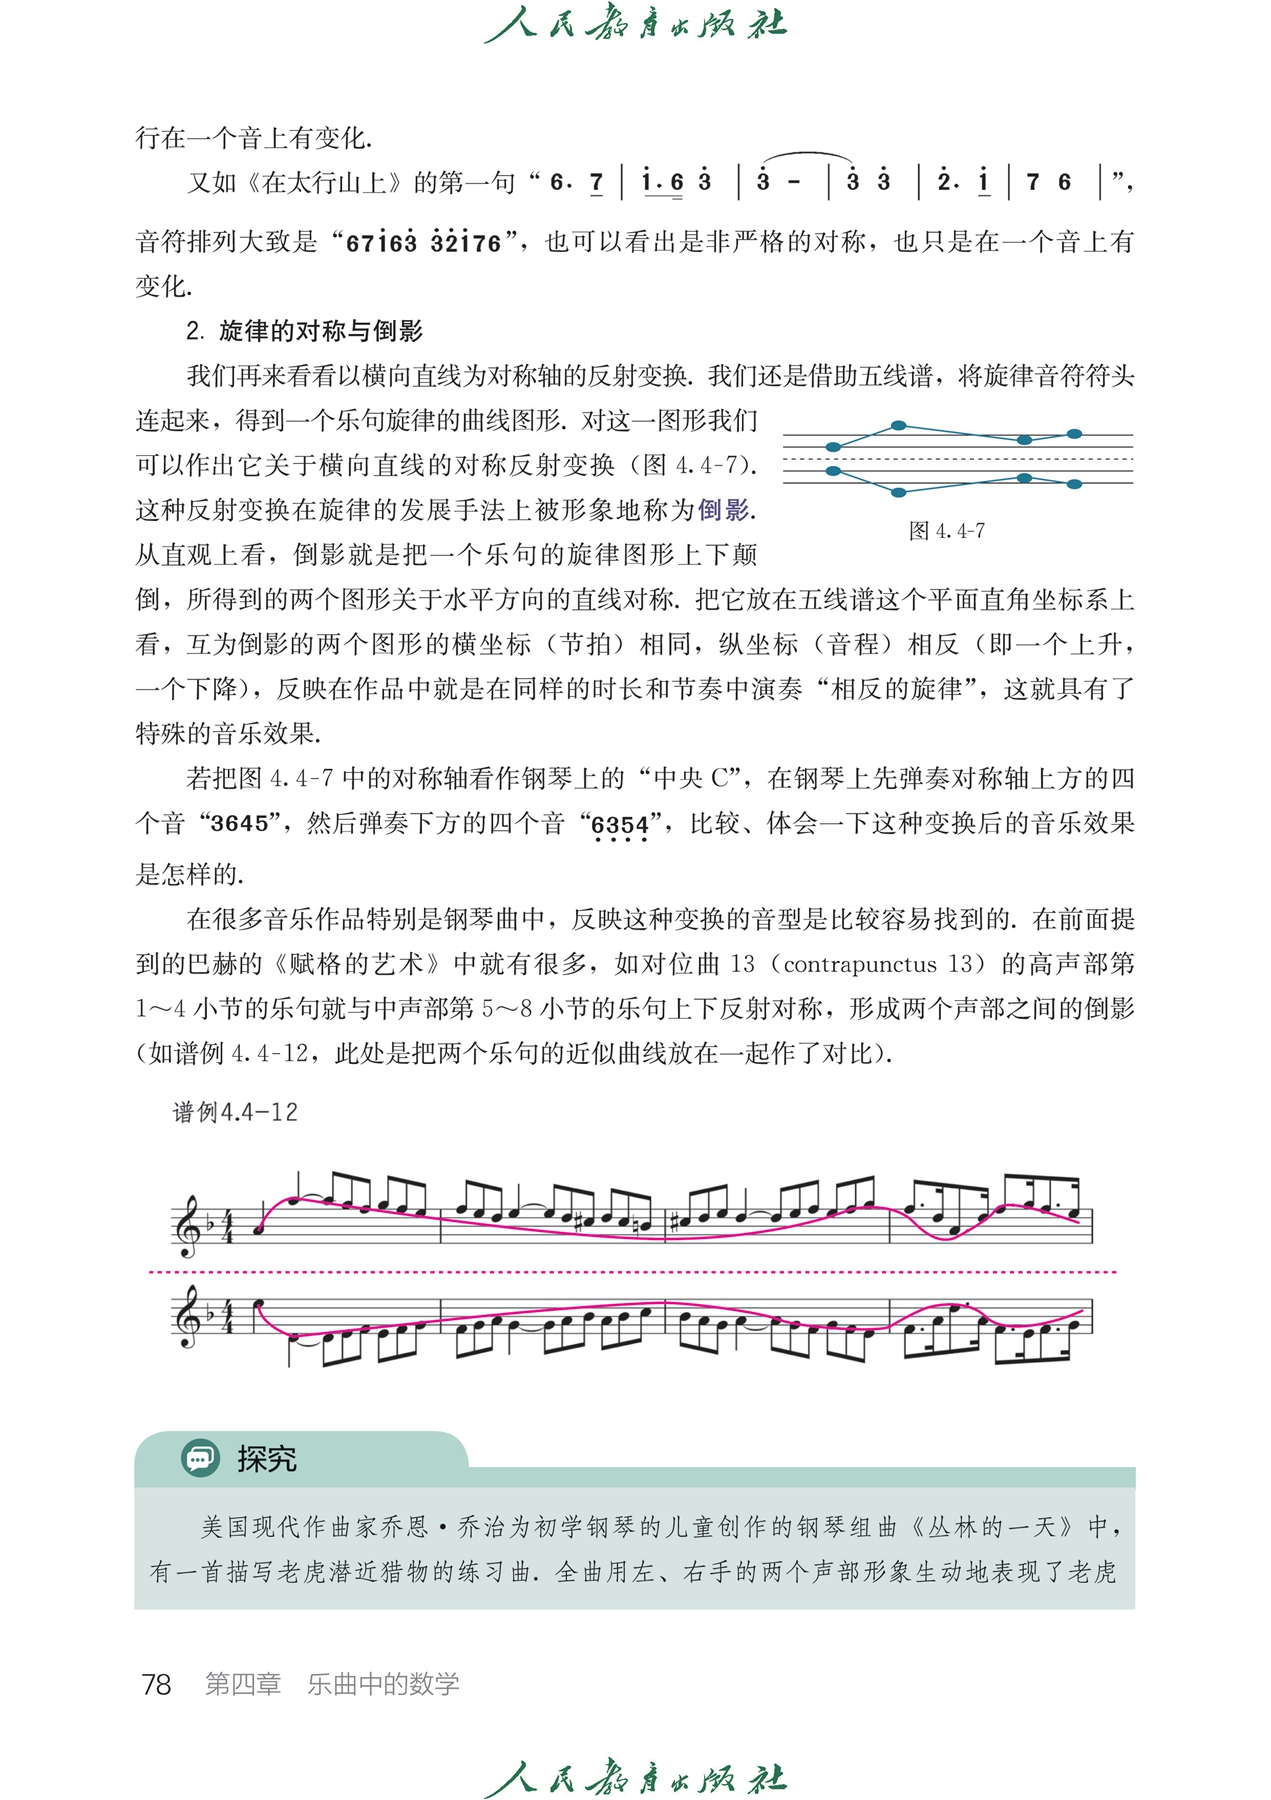 人民教育出版社
行在一个音上有变化.
又如《在太行山上》的第一句“6· 7 | i̇·6 3̇ | 3̇ – | 3̇ 3̇ | 2̇· i̇ | 7 6 |”,
音符排列大致是“67i̇63̇ 3̇2̇i̇76”，也可以看出是非严格的对称，也只是在一个音上有
变化.
2. 旋律的对称与倒影
我们再来看看以横向直线为对称轴的反射变换. 我们还是借助五线谱，将旋律音符符头
连起来，得到一个乐句旋律的曲线图形. 对这一图形我们
可以作出它关于横向直线的对称反射变换（图 4.4-7）.
这种反射变换在旋律的发展手法上被形象地称为倒影.
从直观上看，倒影就是把一个乐句的旋律图形上下颠
图 4.4-7
倒，所得到的两个图形关于水平方向的直线对称. 把它放在五线谱这个平面直角坐标系上
看，互为倒影的两个图形的横坐标（节拍）相同，纵坐标（音程）相反（即一个上升，
一个下降），反映在作品中就是在同样的时长和节奏中演奏“相反的旋律”，这就具有了
特殊的音乐效果.
若把图 4.4-7 中的对称轴看作钢琴上的“中央 C”，在钢琴上先弹奏对称轴上方的四
个音“3645”，然后弹奏下方的四个音“6̣3̣5̣4̣”，比较、体会一下这种变换后的音乐效果
是怎样的.
在很多音乐作品特别是钢琴曲中，反映这种变换的音型是比较容易找到的. 在前面提
到的巴赫的《赋格的艺术》中就有很多，如对位曲 13（contrapunctus 13）的高声部第
1～4 小节的乐句就与中声部第 5～8 小节的乐句上下反射对称，形成两个声部之间的倒影
（如谱例 4.4-12，此处是把两个乐句的近似曲线放在一起作了对比）.
谱例4.4-12
探究
美国现代作曲家乔恩·乔治为初学钢琴的儿童创作的钢琴组曲《丛林的一天》中，
有一首描写老虎潜近猎物的练习曲. 全曲用左、右手的两个声部形象生动地表现了老虎
78 第四章 乐曲中的数学
人民教育出版社